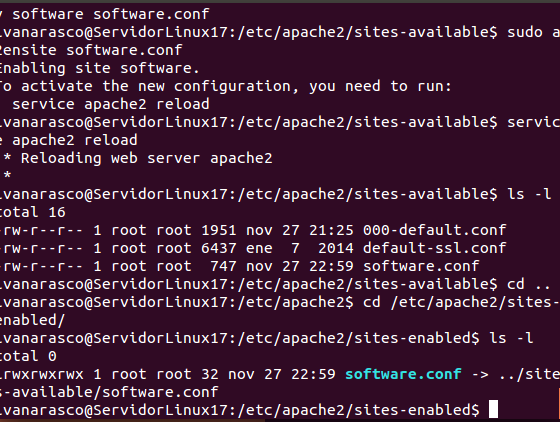 v software software.conf
ivanarasco@ServidorLinux17:/etc/apache2/sites-available$ sudo a
2ensite software.conf
Enabling site software.
To activate the new configuration, you need to run:
  service apache2 reload
ivanarasco@ServidorLinux17:/etc/apache2/sites-available$ servic
e apache2 reload
 * Reloading web server apache2
 *
ivanarasco@ServidorLinux17:/etc/apache2/sites-available$ ls -l
total 16
-rw-r--r-- 1 root root 1951 nov 27 21:25 000-default.conf
-rw-r--r-- 1 root root 6437 ene  7  2014 default-ssl.conf
-rw-r--r-- 1 root root  747 nov 27 22:59 software.conf
ivanarasco@ServidorLinux17:/etc/apache2/sites-available$ cd ..
ivanarasco@ServidorLinux17:/etc/apache2$ cd /etc/apache2/sites-
enabled/
ivanarasco@ServidorLinux17:/etc/apache2/sites-enabled$ ls -l
total 0
lrwxrwxrwx 1 root root 32 nov 27 22:59 software.conf -> ../site
s-available/software.conf
ivanarasco@ServidorLinux17:/etc/apache2/sites-enabled$